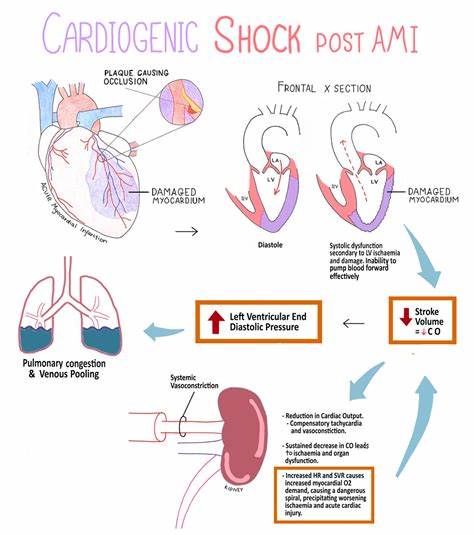 CARDIOGENIC SHOCK POST AMI
PLAQUE CAUSING
OCCLUSION
FRONTAL X SECTION
ACUTE Myocardial Infarction
DAMAGED
MYOCARDIUM
LA
LV
RV
Diastole
LA
LV
RV
DAMAGED
MYOCARDIUM
Systolic dysfunction
secondary to LV ischaemia
and damage. Inability to
pump blood forward
effectively
Pulmonary congestion
& Venous Pooling
Left Ventricular End
Diastolic Pressure
Stroke
Volume
=↓CO
Systemic
Vasoconstriction
KIDNEY
- Reduction in Cardiac Output.
- Compensatory tachycardia
and vasoconstiction.
- Sustained decrease in CO leads
to ischaemia and organ
dysfunction.
- Increased HR and SVR causes
increased myocardial O2
demand, causing a dangerous
spiral, precipitating worsening
ischaemia and acute cardiac
injury.